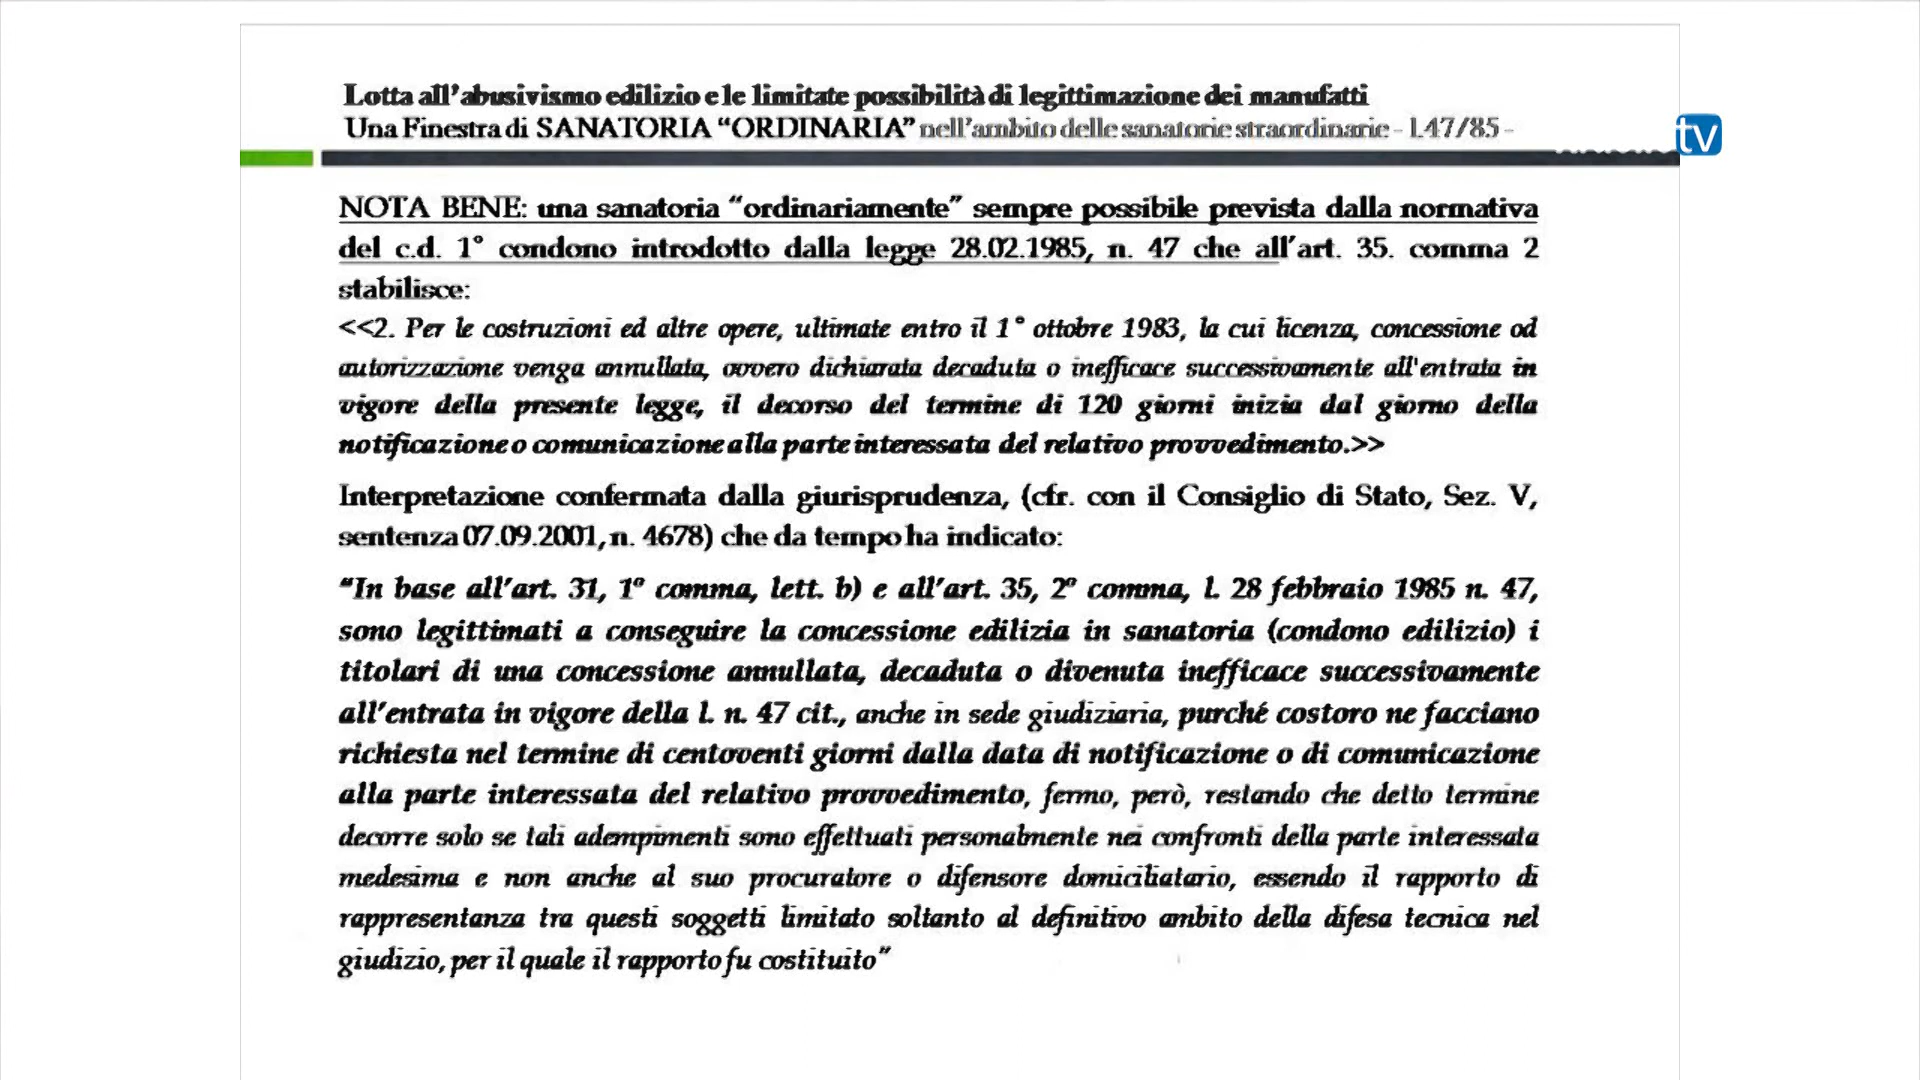 Lotta all'abusivismo edilizio e le limitate possibilità di legittimazione dei manufatti
Una Finestra di SANATORIA “ORDINARIA” nell'ambito delle sanatorie straordinarie - l.47/85 -
tv
NOTA BENE: una sanatoria “ordinariamente” sempre possibile prevista dalla normativa
del c.d. 1° condono introdotto dalla legge 28.02.1985, n. 47 che all'art. 35. comma 2
stabilisce:
<<2. Per le costruzioni ed altre opere, ultimate entro il 1° ottobre 1983, la cui licenza, concessione od
autorizzazione venga annullata, ovvero dichiarata decaduta o inefficace successivamente all'entrata in
vigore della presente legge, il decorso del termine di 120 giorni inizia dal giorno della
notificazione o comunicazione alla parte interessata del relativo provvedimento.>>
Interpretazione confermata dalla giurisprudenza, (cfr. con il Consiglio di Stato, Sez. V,
sentenza 07.09.2001, n. 4678) che da tempo ha indicato:
“In base all'art. 31, 1º comma, lett. b) e all'art. 35, 2º comma, l. 28 febbraio 1985 n. 47,
sono legittimati a conseguire la concessione edilizia in sanatoria (condono edilizio) i
titolari di una concessione annullata, decaduta o divenuta inefficace successivamente
all'entrata in vigore della l. n. 47 cit., anche in sede giudiziaria, purché costoro ne facciano
richiesta nel termine di centoventi giorni dalla data di notificazione o di comunicazione
alla parte interessata del relativo provvedimento, fermo, però, restando che detto termine
decorre solo se tali adempimenti sono effettuati personalmente nei confronti della parte interessata
medesima e non anche al suo procuratore o difensore domiciliatario, essendo il rapporto di
rappresentanza tra questi soggetti limitato soltanto al definitivo ambito della difesa tecnica nel
giudizio, per il quale il rapporto fu costituito”